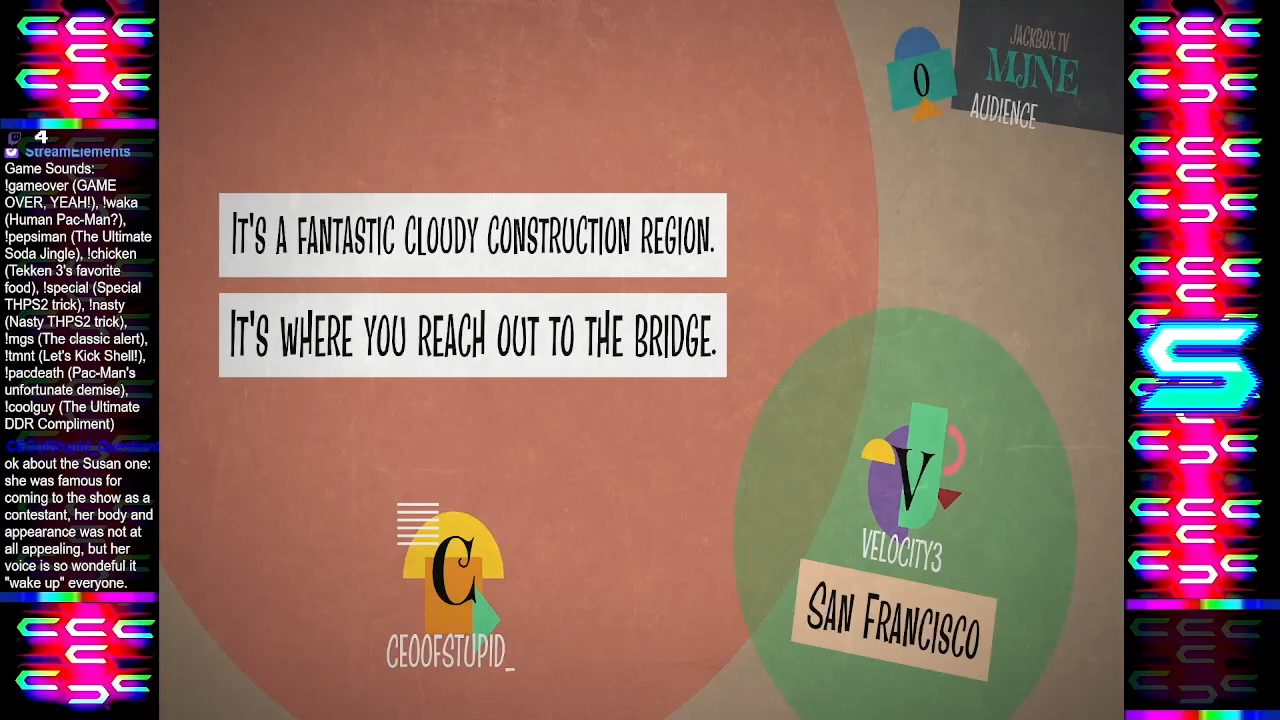 4
StreamElements
Game Sounds:
!gameover (GAME
OVER, YEAH!), !waka
(Human Pac-Man?),
!pepsiman (The Ultimate
Soda Jingle), !chicken
(Tekken 3's favorite
food), !special (Special
THPS2 trick), !nasty
(Nasty THPS2 trick),
!mgs (The classic alert),
!tmnt (Let's Kick Shell!),
!pacdeath (Pac-Man's
unfortunate demise),
!coolguy (The Ultimate
DDR Compliment)
ok about the Susan one:
she was famous for
coming to the show as a
contestant, her body and
appearance was not at
all appealing, but her
voice is so wondeful it
"wake up" everyone.
IT'S A FANTASTIC CLOUDY CONSTRUCTION REGION.
IT'S WHERE YOU REACH OUT TO THE BRIDGE.
C
CEOOFSTUPID_
V
VELOCITY3
SAN FRANCISCO
0
AUDIENCE
JACKBOX.TV
MJNE
S